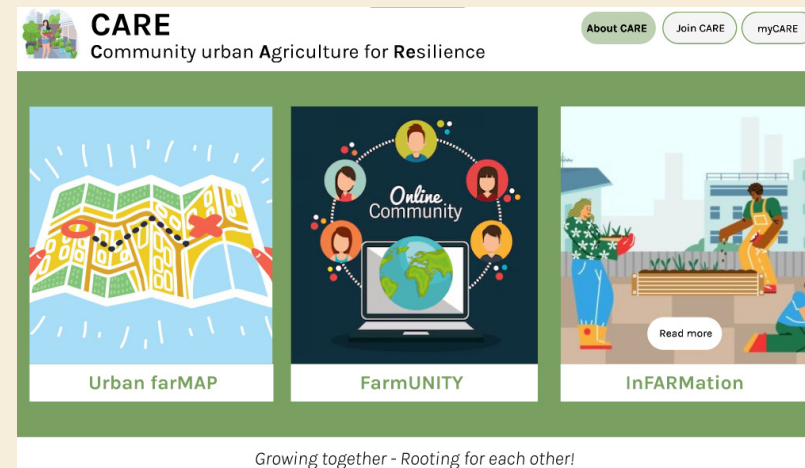 CARE
Community urban Agriculture for Resilience
About CARE
Join CARE
myCARE
Online
Community
Read more
Urban farMAP
FarmUNITY
InFARMation
Growing together - Rooting for each other!